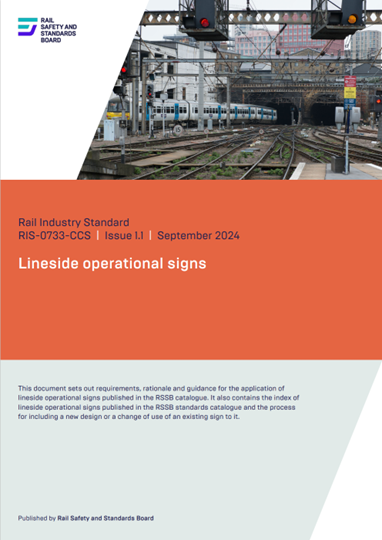 RAIL
SAFETY AND
STANDARDS
BOARD
Rail Industry Standard
RIS-0733-CCS | Issue 1.1 | September 2024
Lineside operational signs
This document sets out requirements, rationale and guidance for the application of
lineside operational signs published in the RSSB catalogue. It also contains the index of
lineside operational signs published in the RSSB standards catalogue and the process
for including a new design or a change of use of an existing sign to it.
Published by Rail Safety and Standards Board